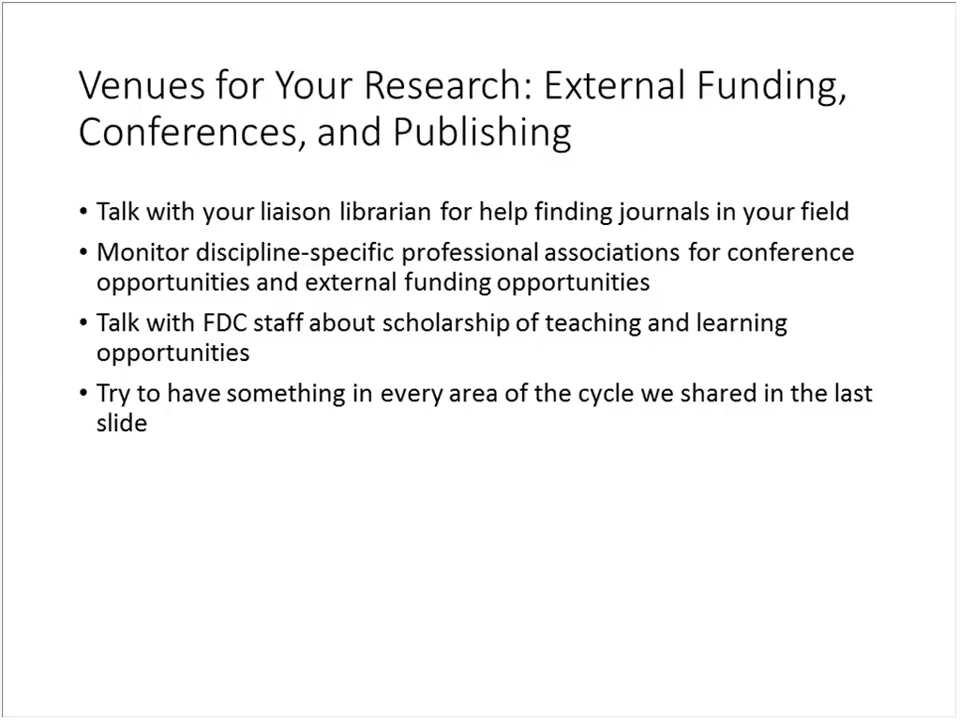 Venues for Your Research: External Funding,
Conferences, and Publishing
• Talk with your liaison librarian for help finding journals in your field
• Monitor discipline-specific professional associations for conference
opportunities and external funding opportunities
• Talk with FDC staff about scholarship of teaching and learning
opportunities
• Try to have something in every area of the cycle we shared in the last
slide